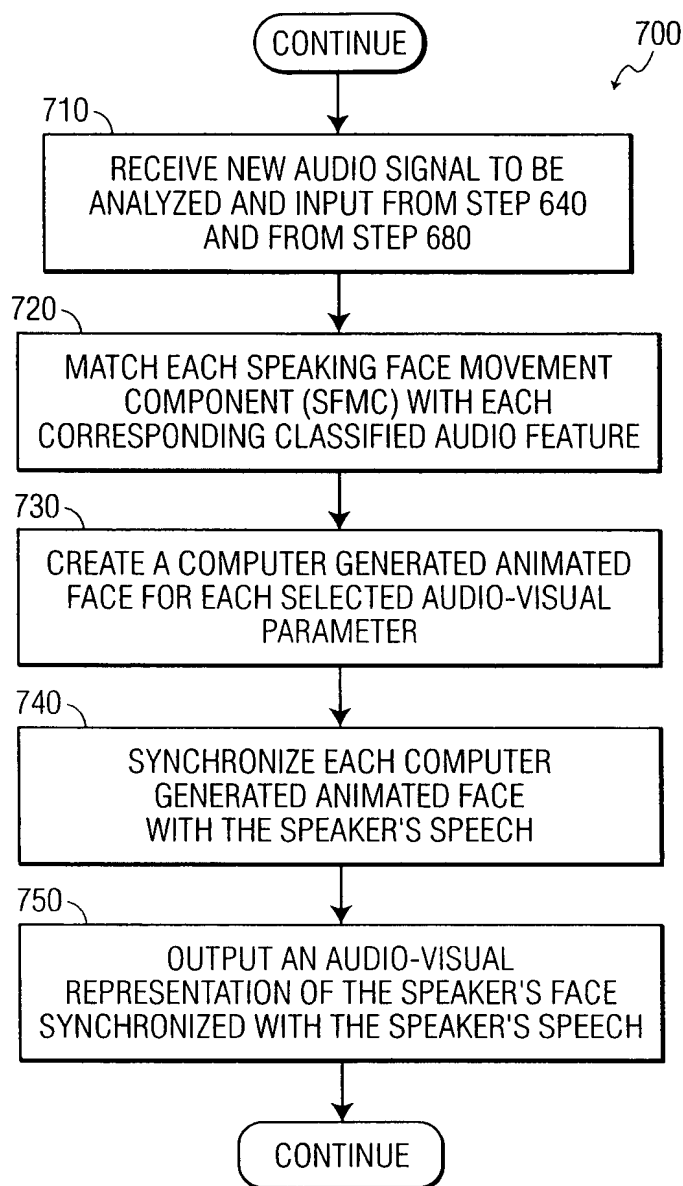 CONTINUE
700
710
RECEIVE NEW AUDIO SIGNAL TO BE
ANALYZED AND INPUT FROM STEP 640
AND FROM STEP 680
720
MATCH EACH SPEAKING FACE MOVEMENT
COMPONENT (SFMC) WITH EACH
CORRESPONDING CLASSIFIED AUDIO FEATURE
730
CREATE A COMPUTER GENERATED ANIMATED
FACE FOR EACH SELECTED AUDIO-VISUAL
PARAMETER
740
SYNCHRONIZE EACH COMPUTER
GENERATED ANIMATED FACE
WITH THE SPEAKER'S SPEECH
750
OUTPUT AN AUDIO-VISUAL
REPRESENTATION OF THE SPEAKER'S FACE
SYNCHRONIZED WITH THE SPEAKER'S SPEECH
CONTINUE